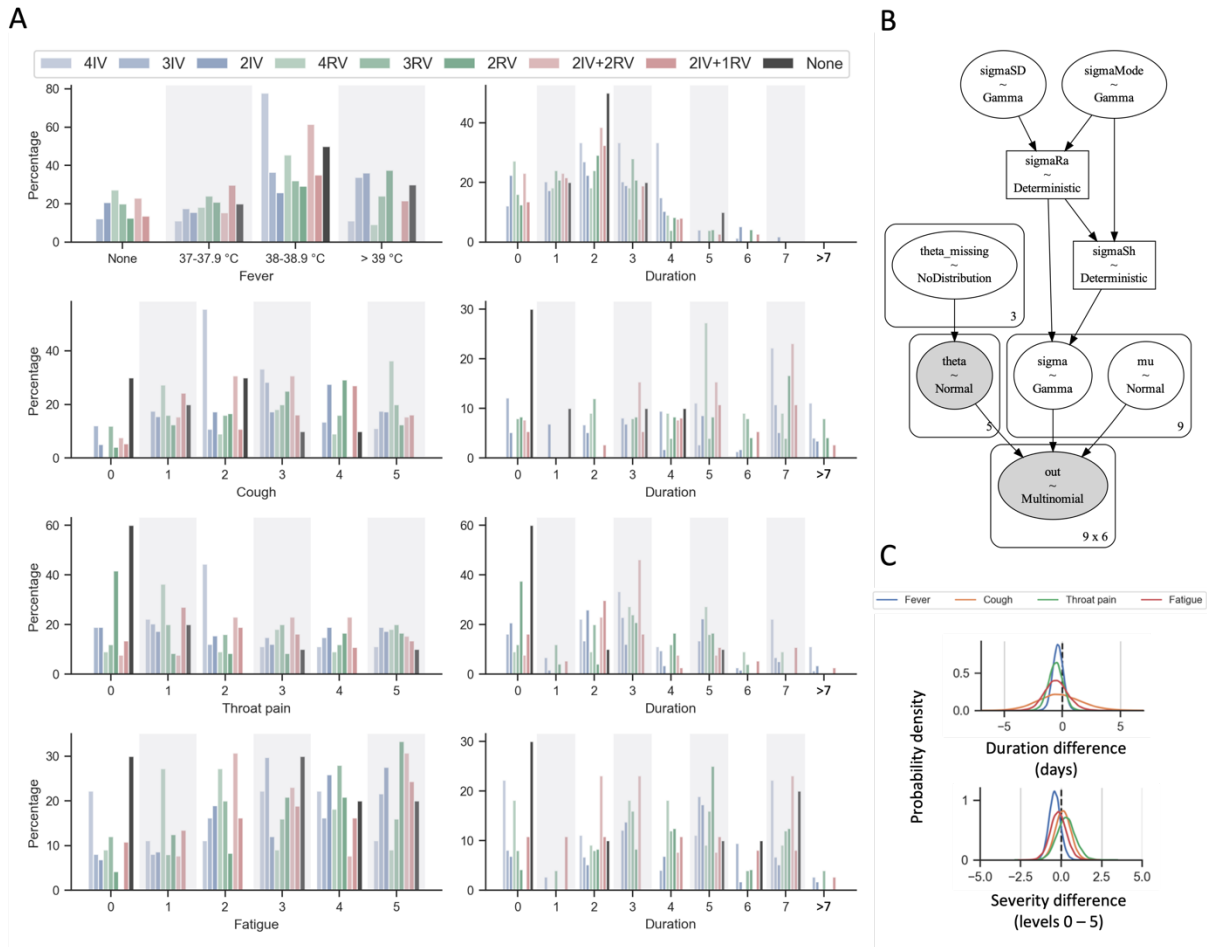 A
4IV 3IV 2IV 4RV 3RV 2RV 2IV+2RV 2IV+1RV None
80
60
40
20
0
Percentage
None 37-37.9 °C 38-38.9 °C > 39 °C
Fever
40
20
0
0 1 2 3 4 5 6 7 >7
Duration
40
20
0
Percentage
0 1 2 3 4 5
Cough
30
20
10
0
0 1 2 3 4 5 6 7 >7
Duration
60
40
20
0
Percentage
0 1 2 3 4 5
Throat pain
60
40
20
0
0 1 2 3 4 5 6 7 >7
Duration
30
20
10
0
Percentage
0 1 2 3 4 5
Fatigue
30
20
10
0
0 1 2 3 4 5 6 7 >7
Duration
B
sigmaSD
~
Gamma
sigmaMode
~
Gamma
sigmaRa
~
Deterministic
sigmaSh
~
Deterministic
theta_missing
~
NoDistribution
3
theta
~
Normal
5
sigma
~
Gamma
mu
~
Normal
9
out
~
Multinomial
9 x 6
C
Fever Cough Throat pain Fatigue
Probability density
0.5
0.0
−5 0 5
Duration difference
(days)
1
0
−5.0 −2.5 0.0 2.5 5.0
Severity difference
(levels 0 – 5)